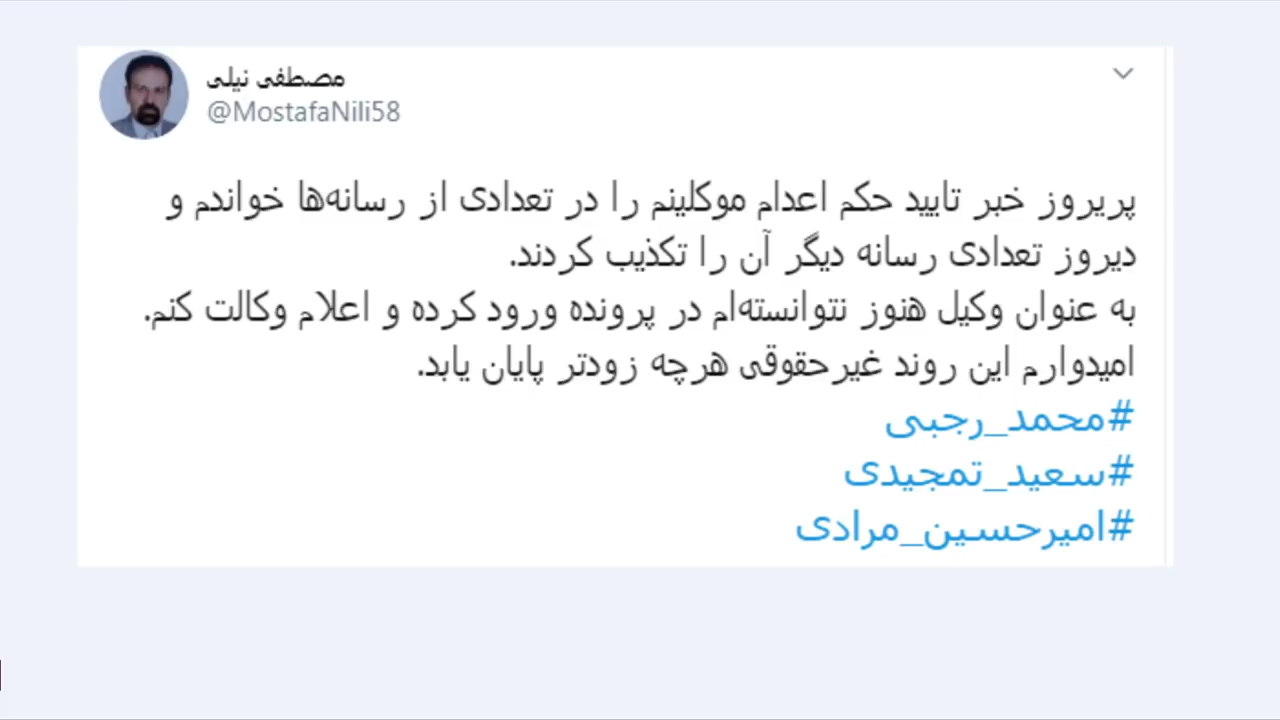 مصطفی نیلی
@MostafaNili58
پریروز خبر تایید حکم اعدام موکلینم را در تعدادی از رسانه‌ها خواندم و
دیروز تعدادی رسانه دیگر آن را تکذیب کردند.
به عنوان وکیل هنوز نتوانسته‌ام در پرونده ورود کرده و اعلام وکالت کنم.
امیدوارم این روند غیرحقوقی هرچه زودتر پایان یابد.
#محمد_رجبی
#سعید_تمجیدی
#امیرحسین_مرادی